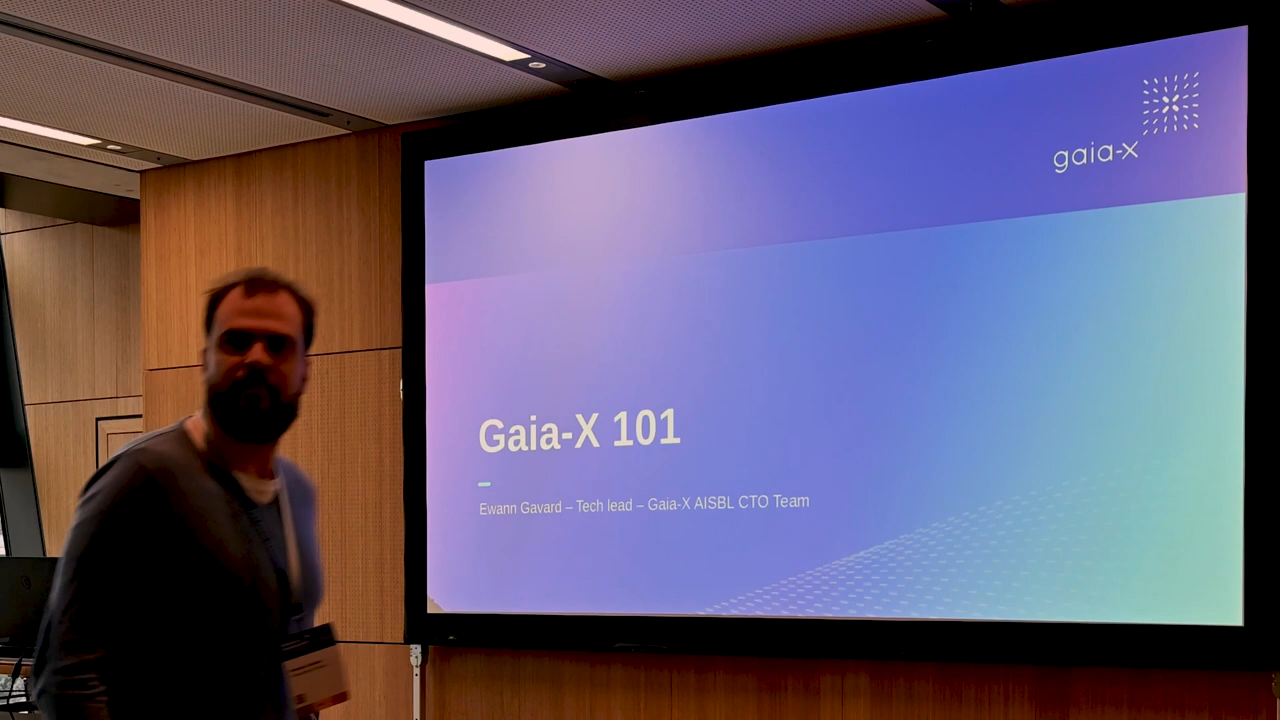 gaia-x
Gaia-X 101
Ewann Gavard – Tech lead – Gaia-X AISBL CTO Team